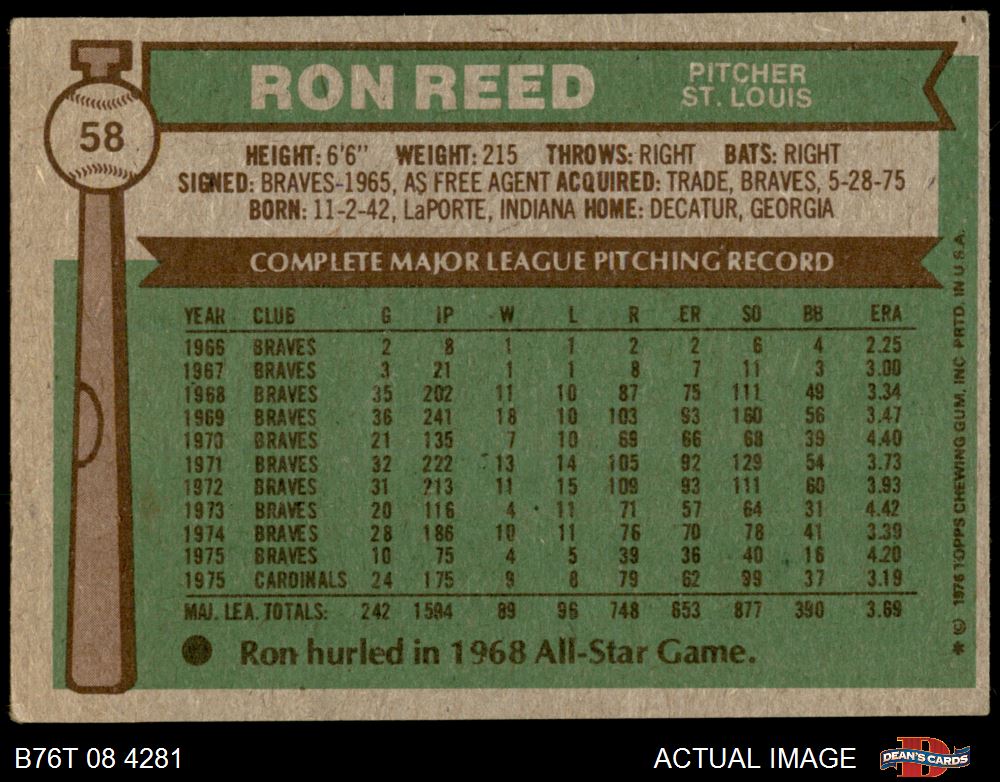 RON REED
PITCHER
ST. LOUIS
58
HEIGHT: 6'6" WEIGHT: 215 THROWS: RIGHT BATS: RIGHT
SIGNED: BRAVES-1965, AS FREE AGENT ACQUIRED: TRADE, BRAVES, 5-28-75
BORN: 11-2-42, LaPORTE, INDIANA HOME: DECATUR, GEORGIA
COMPLETE MAJOR LEAGUE PITCHING RECORD
YEAR CLUB G IP W L R ER SO BB ERA
1966 BRAVES 2 8 1 1 2 2 6 4 2.25
1967 BRAVES 3 21 1 1 8 7 11 3 3.00
1968 BRAVES 35 202 11 10 87 75 111 49 3.34
1969 BRAVES 36 241 18 10 103 93 160 56 3.47
1970 BRAVES 21 135 7 10 69 66 68 39 4.40
1971 BRAVES 32 222 13 14 105 92 129 54 3.73
1972 BRAVES 31 213 11 15 109 93 111 60 3.93
1973 BRAVES 20 116 4 11 71 57 64 31 4.42
1974 BRAVES 28 186 10 11 76 70 78 41 3.39
1975 BRAVES 10 75 4 5 39 36 40 16 4.20
1975 CARDINALS 24 175 9 8 79 62 99 37 3.19
MAJ. LEA. TOTALS: 242 1594 89 96 748 653 877 390 3.69
Ron hurled in 1968 All-Star Game.
* © 1976 TOPPS CHEWING GUM, INC. PRTD. IN U.S.A.
B76T 08 4281
ACTUAL IMAGE
DEAN'S CARDS